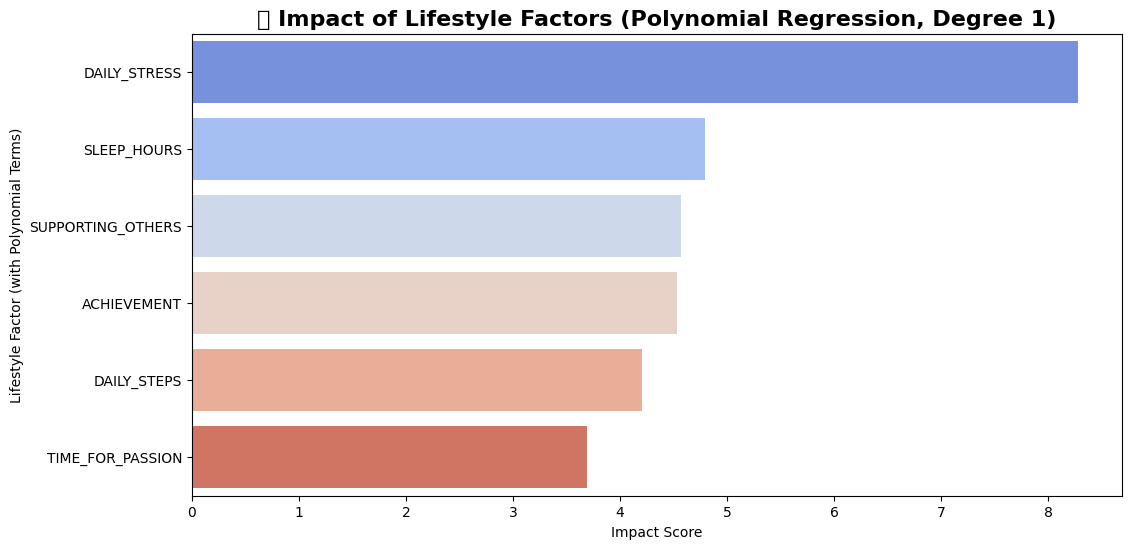 Impact of Lifestyle Factors (Polynomial Regression, Degree 1)
Lifestyle Factor (with Polynomial Terms)
DAILY_STRESS
SLEEP_HOURS
SUPPORTING_OTHERS
ACHIEVEMENT
DAILY_STEPS
TIME_FOR_PASSION
0 1 2 3 4 5 6 7 8
Impact Score